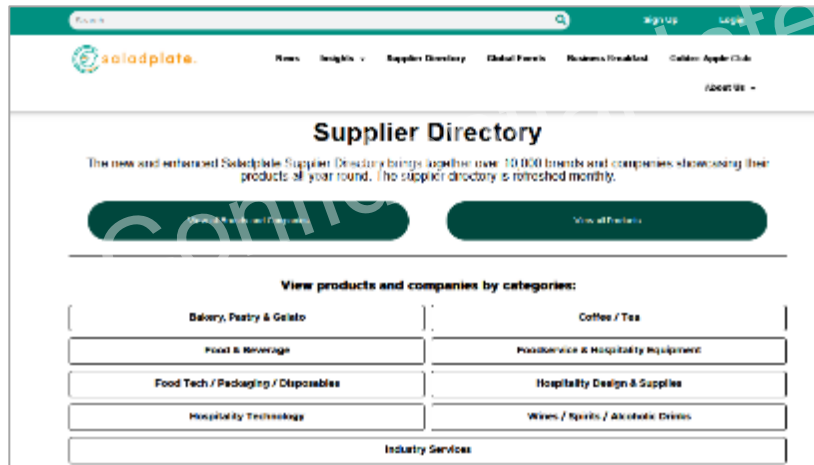 Search
Sign Up Login
saladplate.
News Insights Supplier Directory Global Events Business Breakfast Golden Apple Club
About Us
Supplier Directory
The new and enhanced Saladplate Supplier Directory brings together over 10,000 brands and companies showcasing their
products all year round. The supplier directory is refreshed monthly.
View all Brands and Companies View all Products
View products and companies by categories:
Bakery, Pastry & Gelato Coffee / Tea
Food & Beverage Foodservice & Hospitality Equipment
Food Tech / Packaging / Disposables Hospitality Design & Supplies
Hospitality Technology Wines / Spirits / Alcoholic Drinks
Industry Services